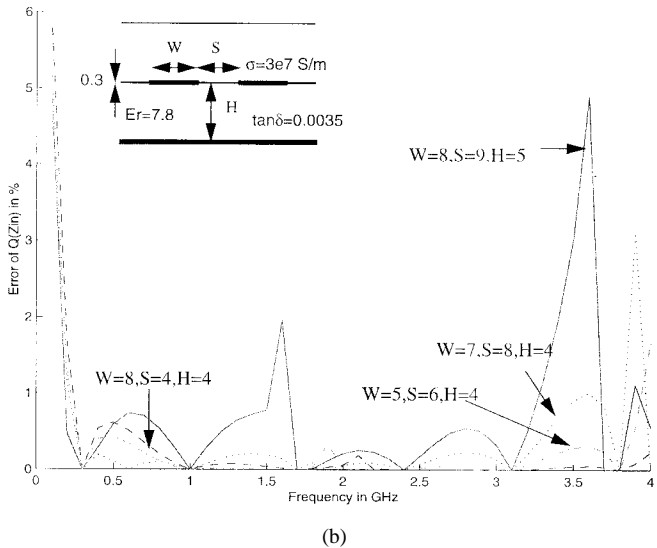 6
W
S
σ=3e7 S/m
0.3
H
Er=7.8
tanδ=0.0035
5
W=8,S=9,H=5
4
Error of Q(Zin) in %
3
2
W=7,S=8,H=4
W=8,S=4,H=4
W=5,S=6,H=4
1
0
0 0.5 1 1.5 2 2.5 3 3.5 4
Frequency in GHz
(b)